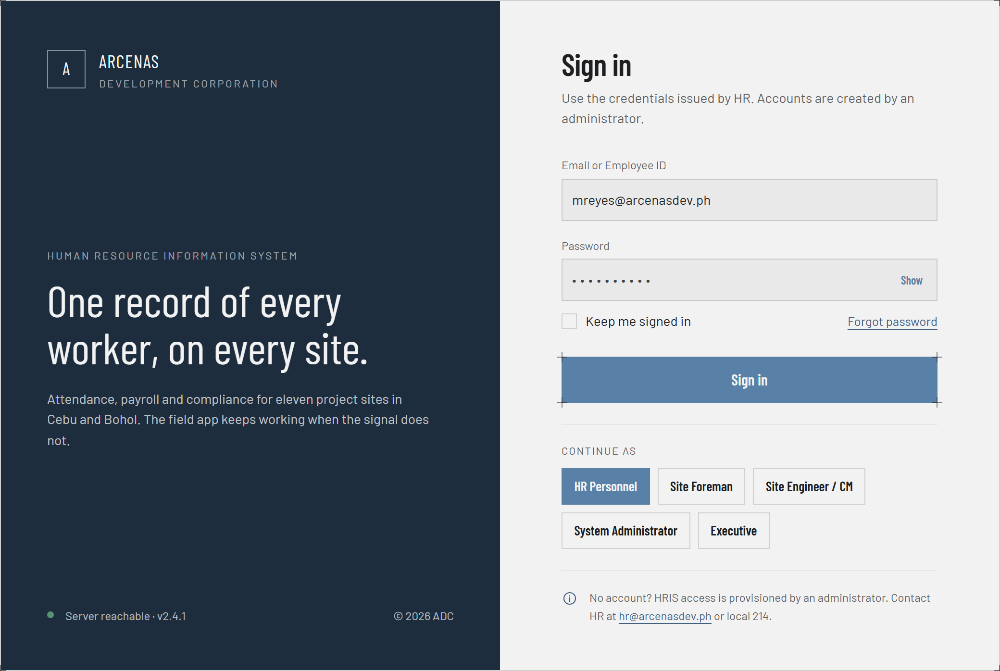 A
ARCENAS
DEVELOPMENT CORPORATION
HUMAN RESOURCE INFORMATION SYSTEM
One record of every
worker, on every site.
Attendance, payroll and compliance for eleven project sites in
Cebu and Bohol. The field app keeps working when the signal does
not.
Server reachable · v2.4.1
© 2026 ADC
Sign in
Use the credentials issued by HR. Accounts are created by an
administrator.
Email or Employee ID
mreyes@arcenasdev.ph
Password
••••••••••
Show
Keep me signed in
Forgot password
Sign in
CONTINUE AS
HR Personnel
Site Foreman
Site Engineer / CM
System Administrator
Executive
No account? HRIS access is provisioned by an administrator. Contact
HR at hr@arcenasdev.ph or local 214.